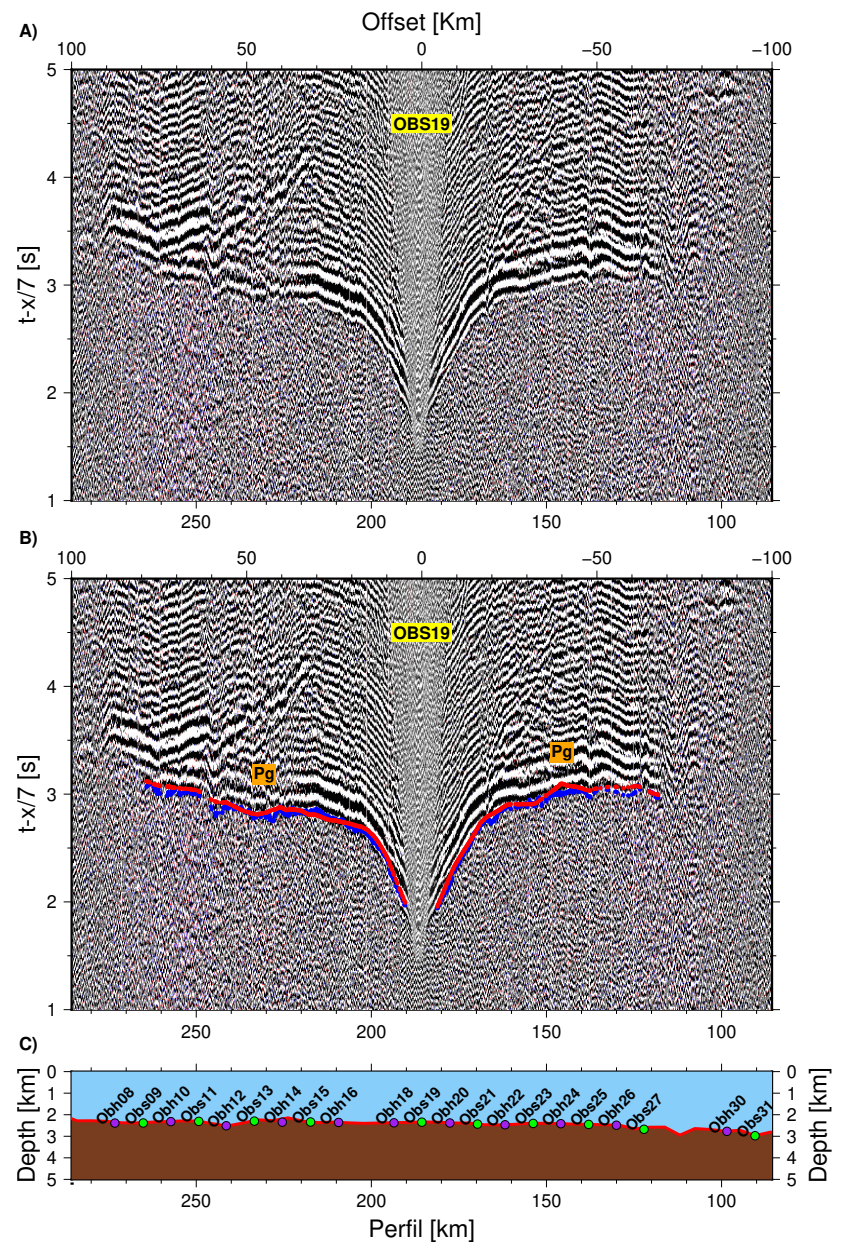 A)
Offset [Km]
100 50 0 −50 −100
5
OBS19
4
t-x/7 [s]
3
2
1
250 200 150 100
B)
100 50 0 −50 −100
5
OBS19
4
Pg
Pg
t-x/7 [s]
3
2
1
250 200 150 100
C)
Depth [km]
0 0
1 1
2 2
3 3
4 4
5 5
Depth [km]
Obh08 Obs09 Obh10 Obs11 Obh12 Obs13 Obh14 Obs15 Obh16 Obh18 Obs19 Obh20 Obs21 Obh22 Obs23 Obh24 Obs25 Obh26 Obs27 Obh30 Obs31
250 200 150 100
Perfil [km]